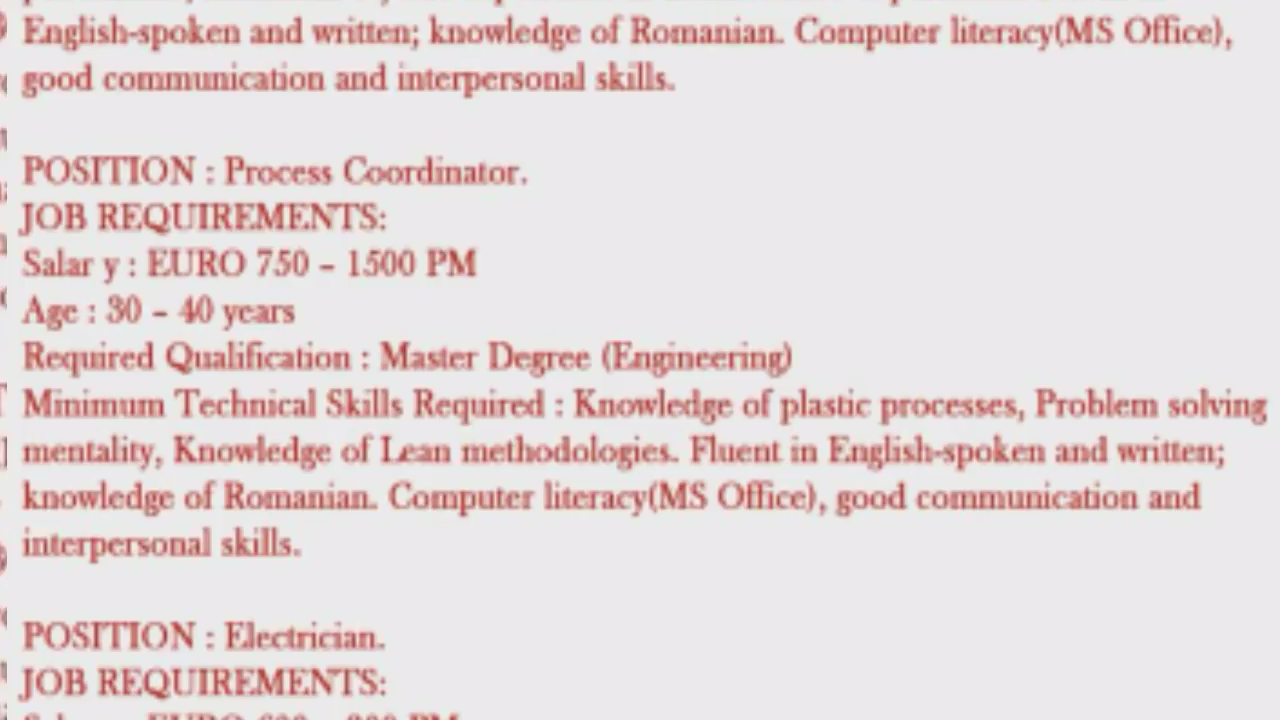 English-spoken and written; knowledge of Romanian. Computer literacy(MS Office),
good communication and interpersonal skills.
POSITION : Process Coordinator.
JOB REQUIREMENTS:
Salar y : EURO 750 – 1500 PM
Age : 30 – 40 years
Required Qualification : Master Degree (Engineering)
Minimum Technical Skills Required : Knowledge of plastic processes, Problem solving
mentality, Knowledge of Lean methodologies. Fluent in English-spoken and written;
knowledge of Romanian. Computer literacy(MS Office), good communication and
interpersonal skills.
POSITION : Electrician.
JOB REQUIREMENTS: